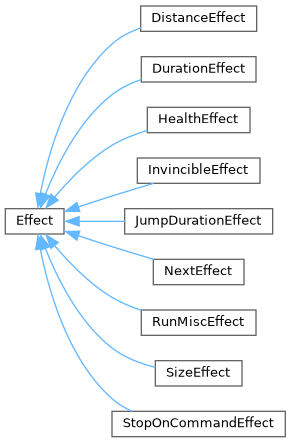 DistanceEffect
DurationEffect
HealthEffect
InvincibleEffect
Effect
JumpDurationEffect
NextEffect
RunMiscEffect
SizeEffect
StopOnCommandEffect